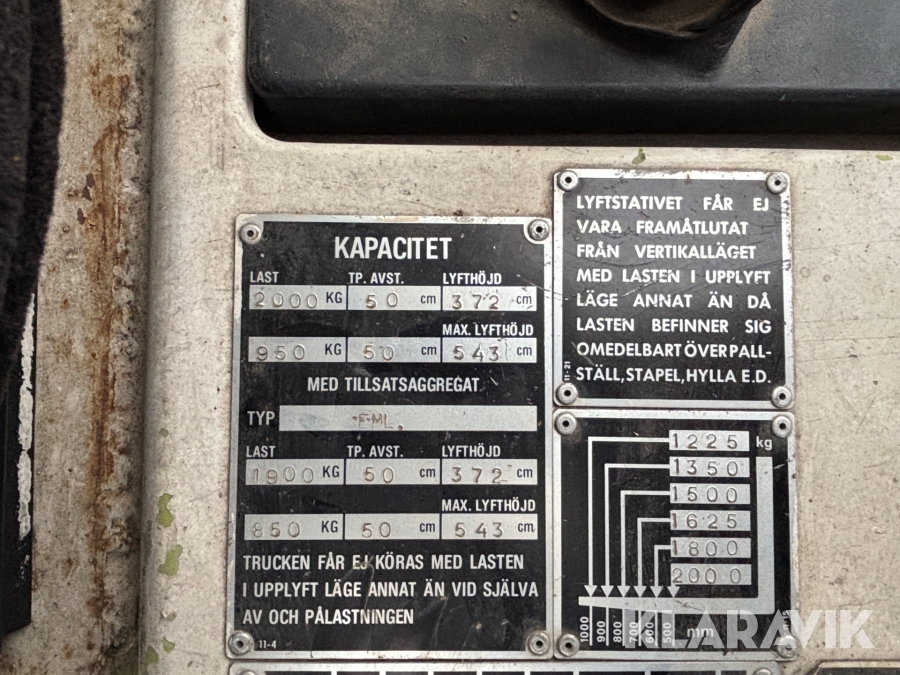 KAPACITET
LAST TP. AVST. LYFTHÖJD
2000 KG 50 cm 372 cm
MAX. LYFTHÖJD
950 KG 50 cm 543 cm
MED TILLSATSAGGREGAT
TYP FML.
LAST TP. AVST. LYFTHÖJD
1900 KG 50 cm 372 cm
MAX. LYFTHÖJD
850 KG 50 cm 543 cm
TRUCKEN FÅR EJ KÖRAS MED LASTEN
I UPPLYFT LÄGE ANNAT ÄN VID SJÄLVA
AV OCH PÅLASTNINGEN
11-4
LYFTSTATIVET FÅR EJ
VARA FRAMÅTLUTAT
FRÅN VERTIKALLÄGET
MED LASTEN I UPPLYFT
LÄGE ANNAT ÄN DÅ
LASTEN BEFINNER SIG
OMEDELBART ÖVER PALL-
STÄLL, STAPEL, HYLLA E.D.
11-21
1225 kg
1350
1500
1625
1800
2000
1000 900 800 700 600 500 mm
KLARAVIK